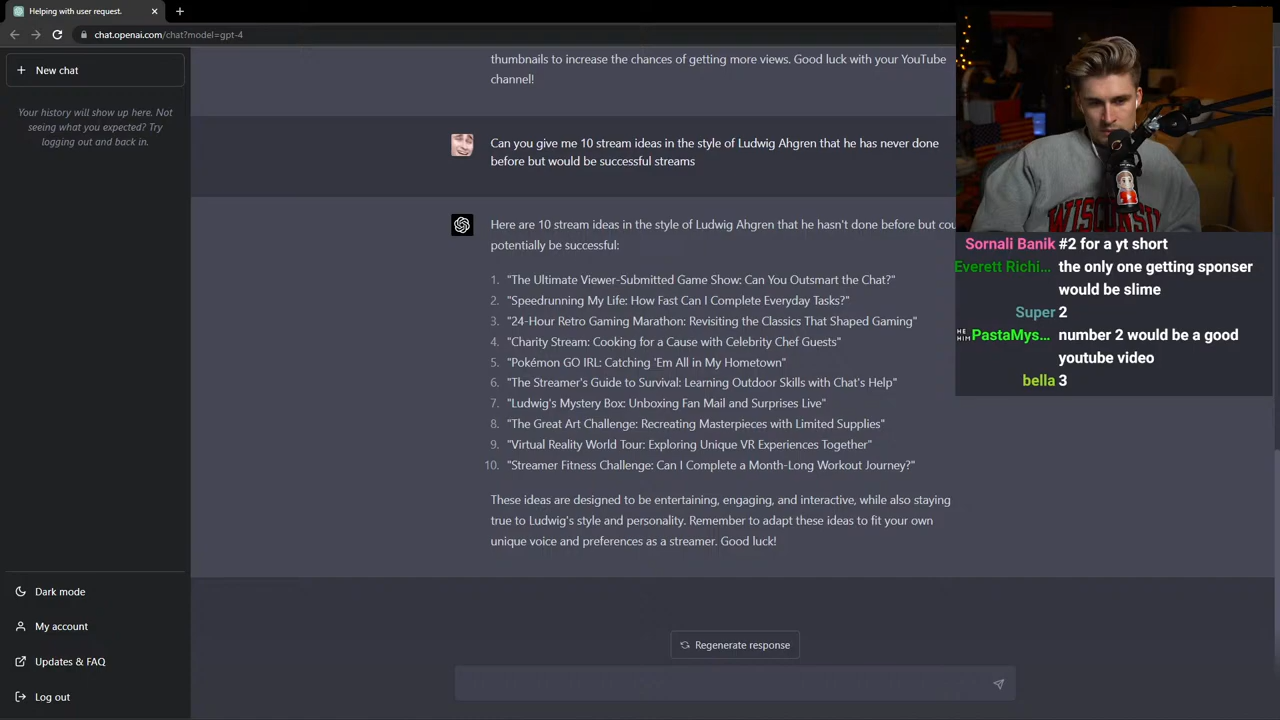 Helping with user request.
chat.openai.com/chat?model=gpt-4
New chat
Your history will show up here. Not
seeing what you expected? Try
logging out and back in.
Dark mode
My account
Updates & FAQ
Log out
thumbnails to increase the chances of getting more views. Good luck with your YouTube
channel!
Can you give me 10 stream ideas in the style of Ludwig Ahgren that he has never done
before but would be successful streams
Here are 10 stream ideas in the style of Ludwig Ahgren that he hasn't done before but cou
potentially be successful:
1. "The Ultimate Viewer-Submitted Game Show: Can You Outsmart the Chat?"
2. "Speedrunning My Life: How Fast Can I Complete Everyday Tasks?"
3. "24-Hour Retro Gaming Marathon: Revisiting the Classics That Shaped Gaming"
4. "Charity Stream: Cooking for a Cause with Celebrity Chef Guests"
5. "Pokémon GO IRL: Catching 'Em All in My Hometown"
6. "The Streamer's Guide to Survival: Learning Outdoor Skills with Chat's Help"
7. "Ludwig's Mystery Box: Unboxing Fan Mail and Surprises Live"
8. "The Great Art Challenge: Recreating Masterpieces with Limited Supplies"
9. "Virtual Reality World Tour: Exploring Unique VR Experiences Together"
10. "Streamer Fitness Challenge: Can I Complete a Month-Long Workout Journey?"
These ideas are designed to be entertaining, engaging, and interactive, while also staying
true to Ludwig's style and personality. Remember to adapt these ideas to fit your own
unique voice and preferences as a streamer. Good luck!
Regenerate response
WISCONS
Sornali Banik #2 for a yt short
Everett Richi... the only one getting sponser
would be slime
Super 2
HE HIM PastaMys... number 2 would be a good
youtube video
bella 3